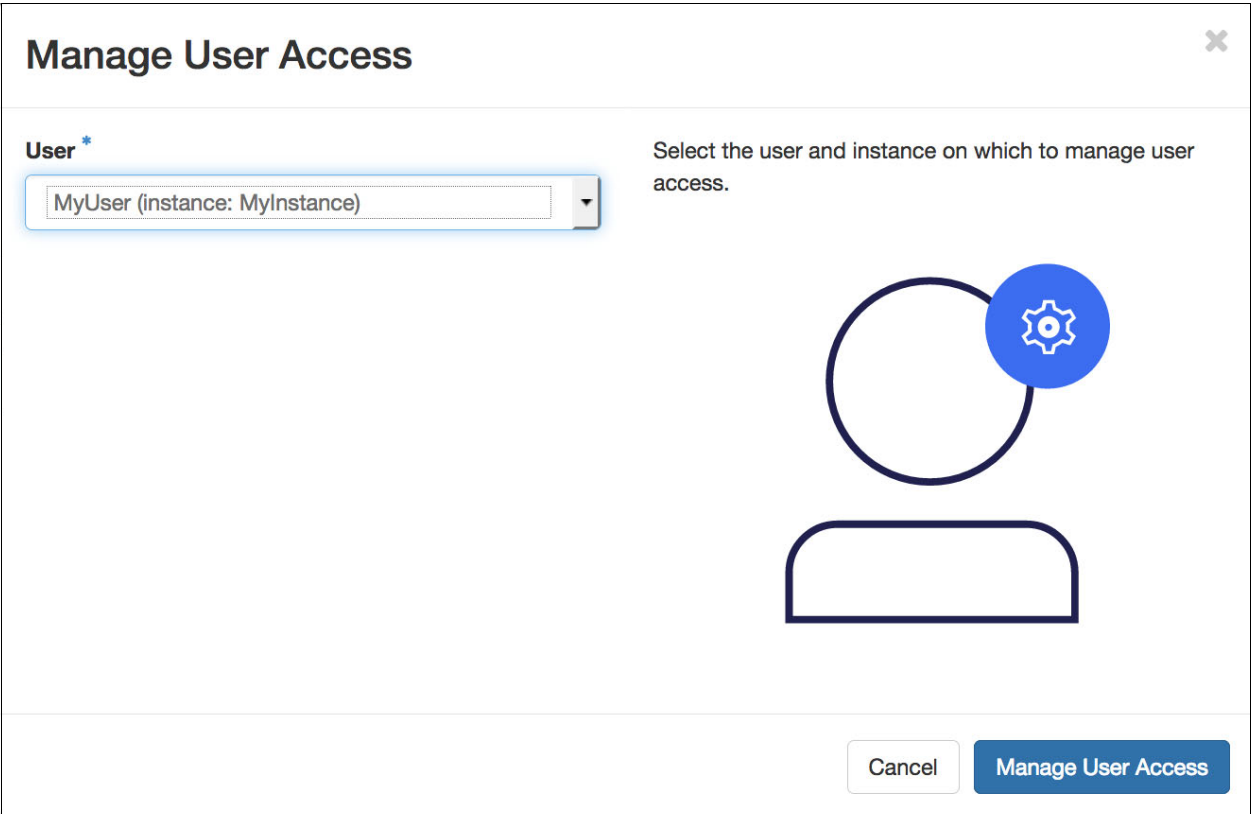 Manage User Access
User *
MyUser (instance: MyInstance)
Select the user and instance on which to manage user
access.
Cancel
Manage User Access